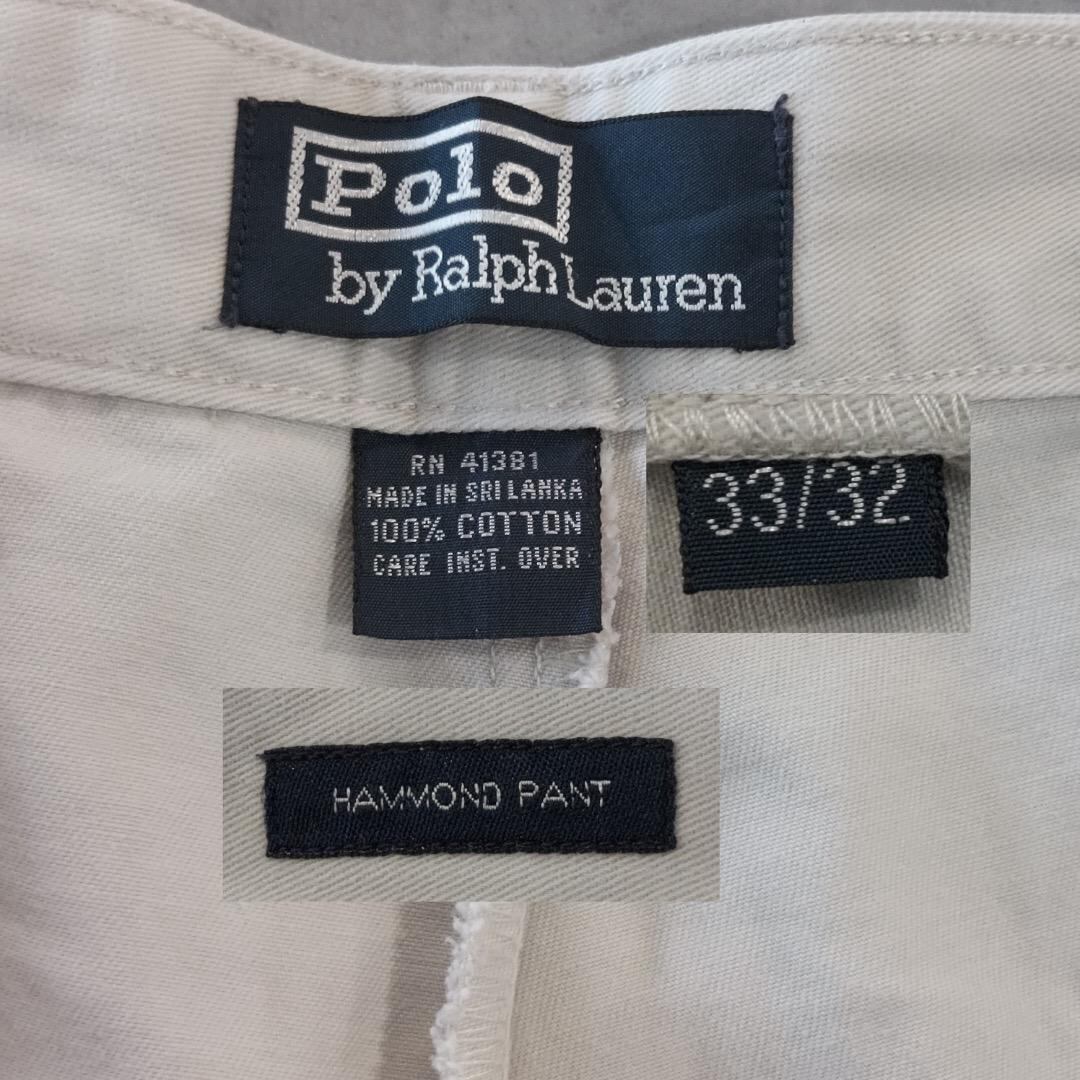 Polo
by Ralph Lauren
RN 41381
MADE IN SRI LANKA
100% COTTON
CARE INST. OVER
33/32
HAMMOND PANT